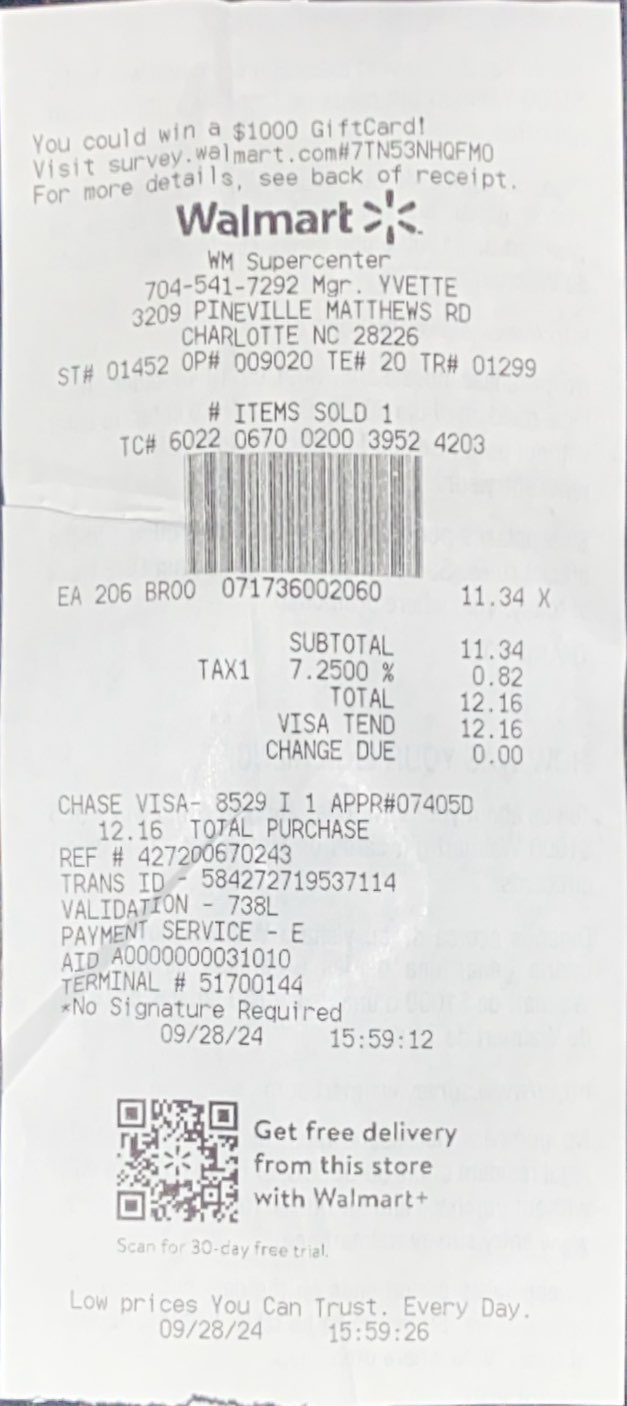 You could win a $1000 GiftCard!
Visit survey.walmart.com#7TN53NHQFM0
For more details, see back of receipt.
Walmart
WM Supercenter
704-541-7292 Mgr. YVETTE
3209 PINEVILLE MATTHEWS RD
CHARLOTTE NC 28226
ST# 01452 OP# 009020 TE# 20 TR# 01299
# ITEMS SOLD 1
TC# 6022 0670 0200 3952 4203
EA 206 BROO 071736002060 11.34 X
SUBTOTAL 11.34
TAX1 7.2500 % 0.82
TOTAL 12.16
VISA TEND 12.16
CHANGE DUE 0.00
CHASE VISA- 8529 I 1 APPR#07405D
12.16 TOTAL PURCHASE
REF # 427200670243
TRANS ID - 584272719537114
VALIDATION - 738L
PAYMENT SERVICE - E
AID A0000000031010
TERMINAL # 51700144
*No Signature Required
09/28/24 15:59:12
Get free delivery
from this store
with Walmart+
Scan for 30-day free trial.
Low prices You Can Trust. Every Day.
09/28/24 15:59:26